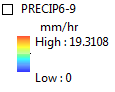 PRECIP6-9
mm/hr
High : 19.3108
Low : 0